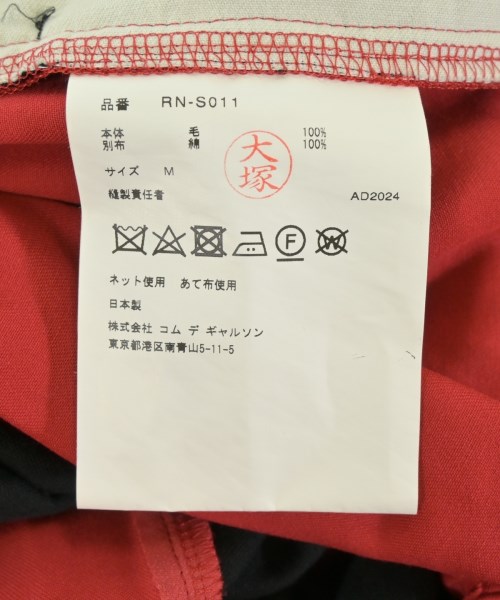 品番 RN-S011
本体 毛 100%
別布 綿 100%
大塚
サイズ M
縫製責任者 AD2024
F W
ネット使用 あて布使用
日本製
株式会社 コム デ ギャルソン
東京都港区南青山5-11-5